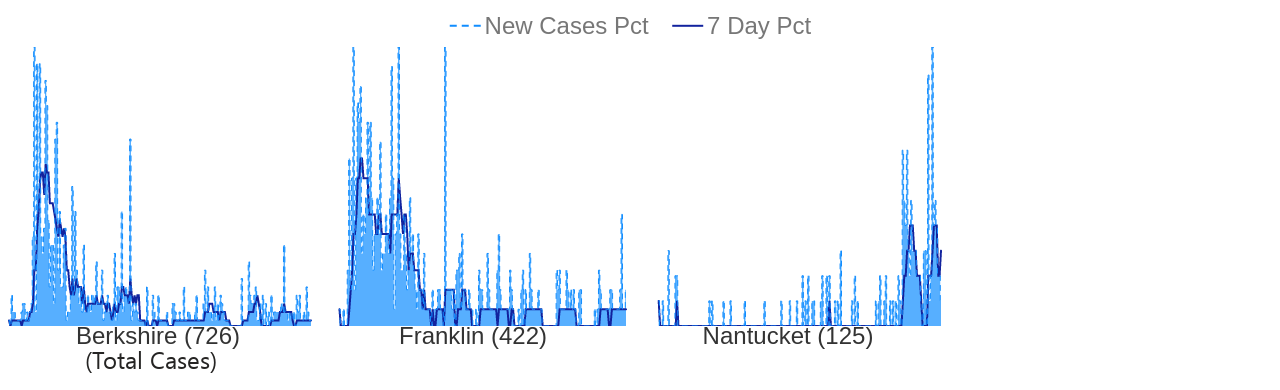 New Cases Pct 7 Day Pct
Berkshire (726) Franklin (422) Nantucket (125)
(Total Cases)